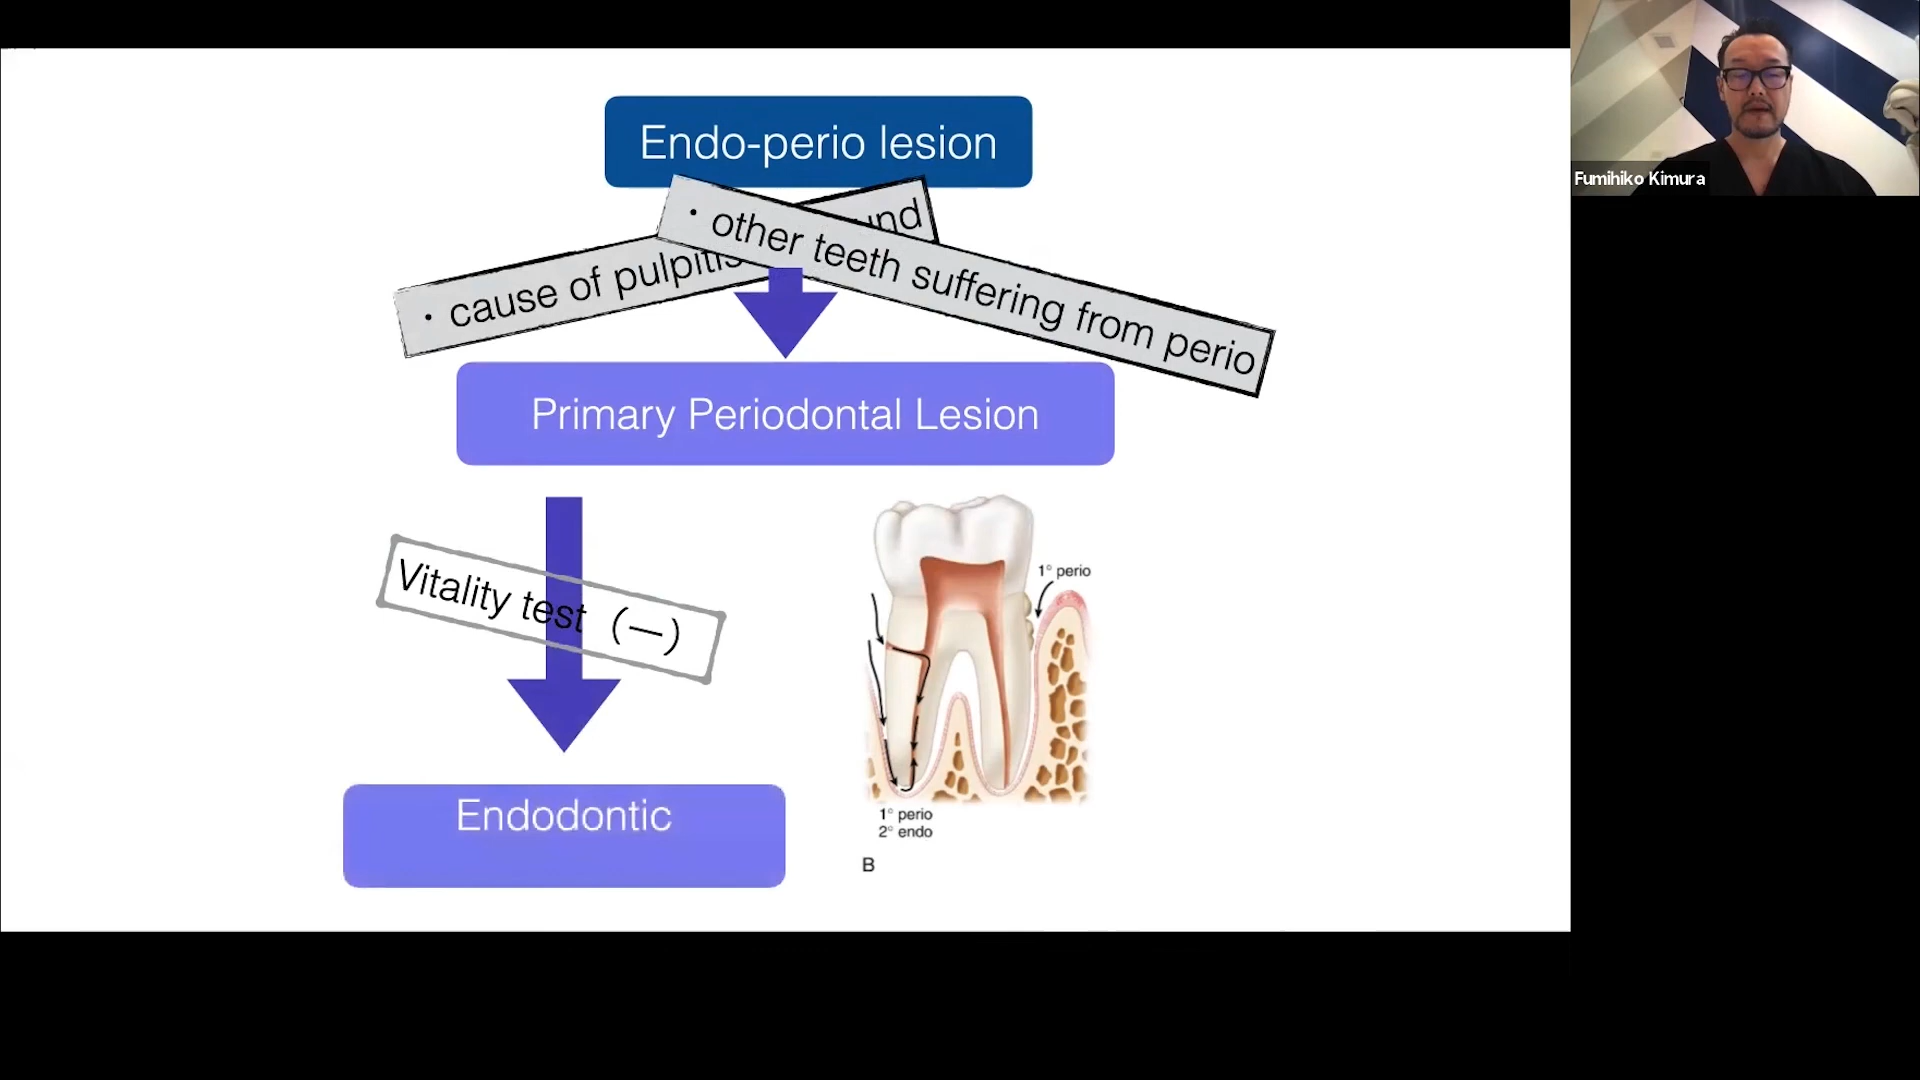 Endo-perio lesion
・other teeth suffering from perio
・cause of pulpitis
Primary Periodontal Lesion
Vitality test（—）
1° perio
Endodontic
1° perio
2° endo
B
Fumihiko Kimura